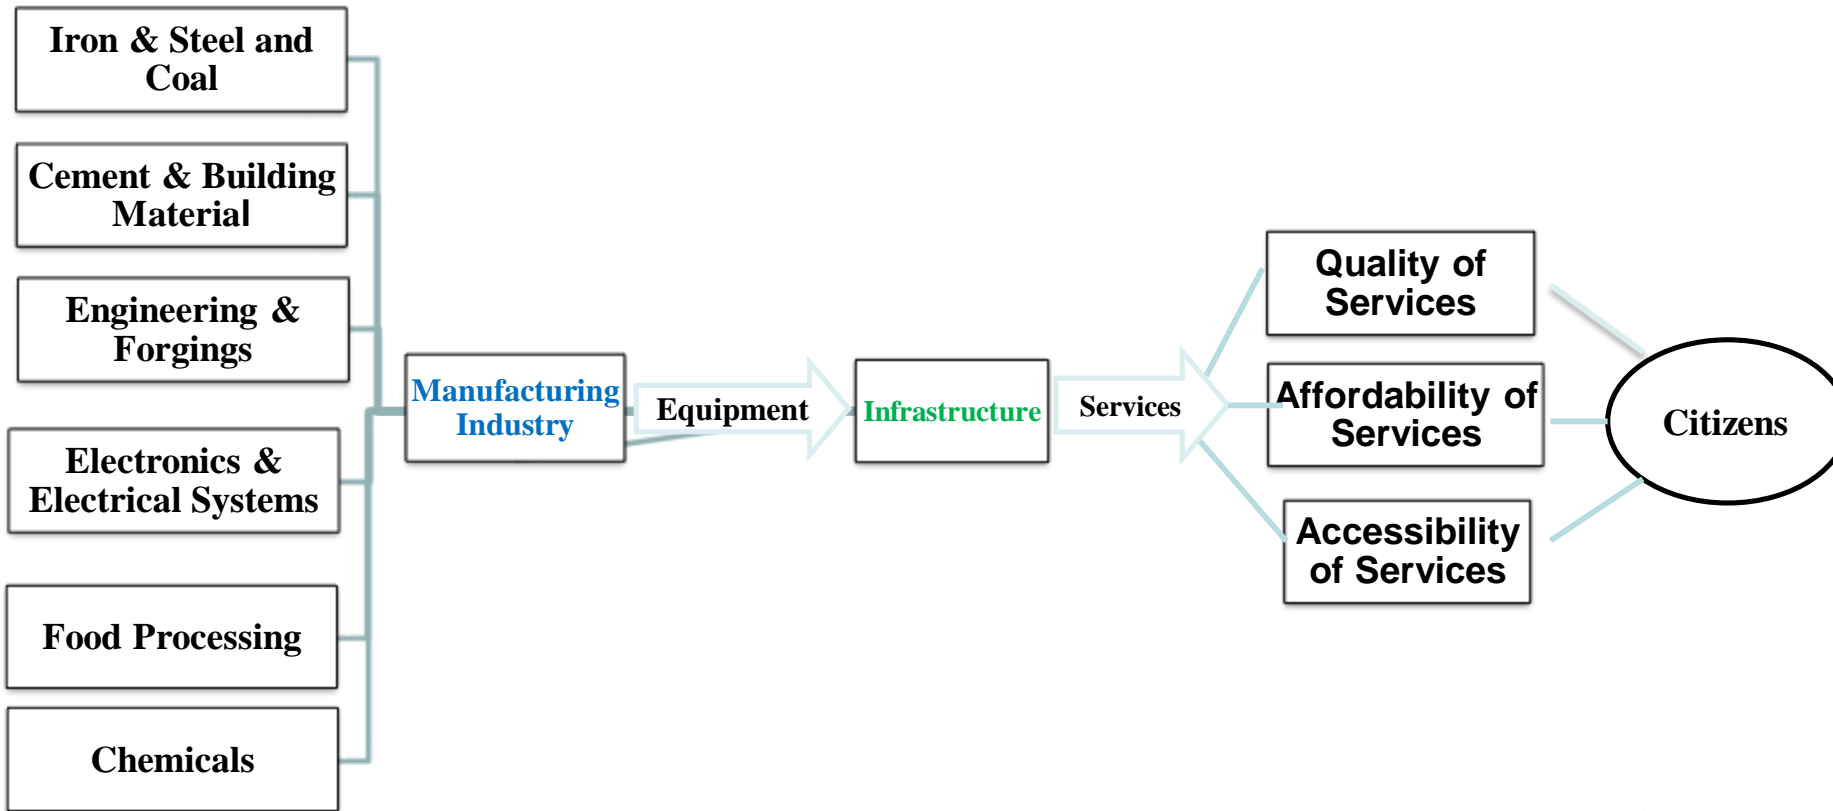 Iron & Steel and
Coal
Cement & Building
Material
Engineering &
Forgings
Electronics &
Electrical Systems
Food Processing
Chemicals
Manufacturing
Industry
Equipment
Infrastructure
Services
Quality of
Services
Affordability of
Services
Accessibility
of Services
Citizens